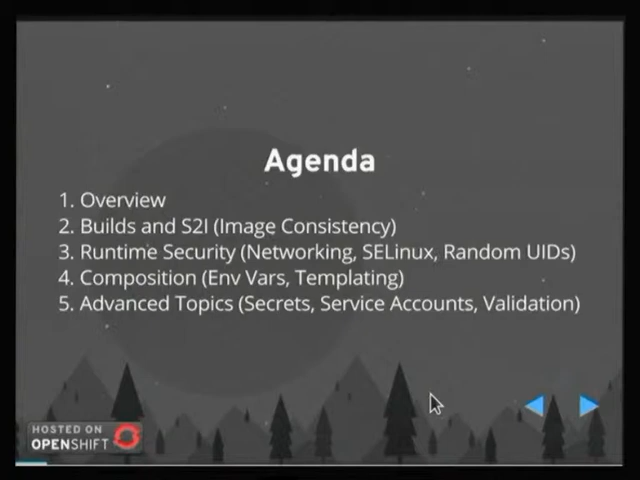 Agenda
1. Overview
2. Builds and S2I (Image Consistency)
3. Runtime Security (Networking, SELinux, Random UIDs)
4. Composition (Env Vars, Templating)
5. Advanced Topics (Secrets, Service Accounts, Validation)
HOSTED ON
OPENSHIFT